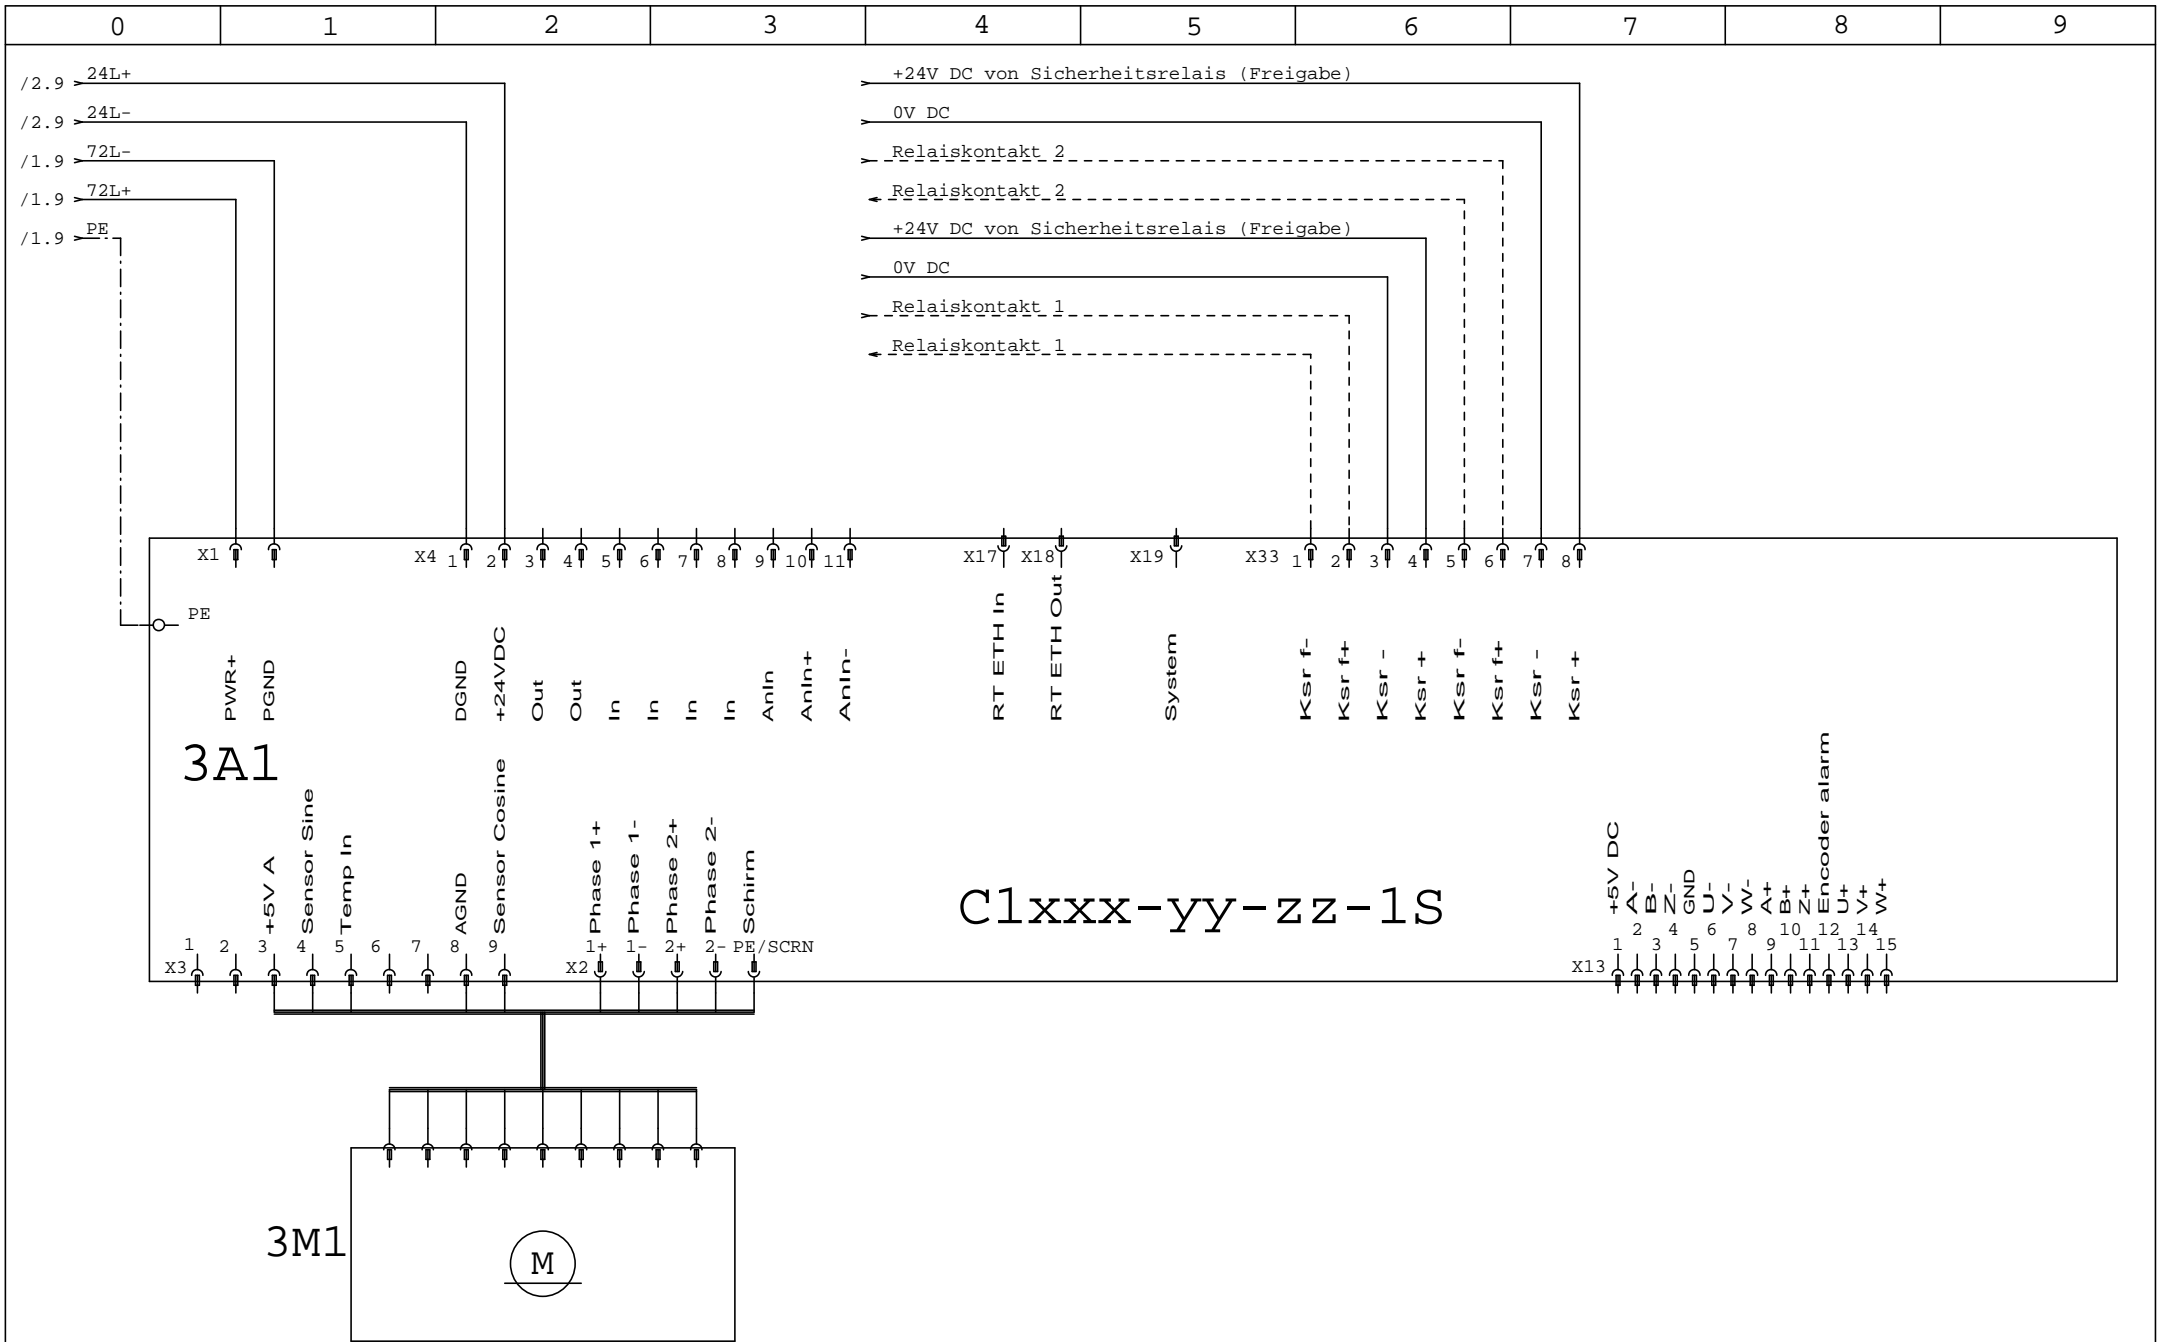 0 1 2 3 4 5 6 7 8 9
/2.9 24L+
/2.9 24L-
/1.9 72L-
/1.9 72L+
/1.9 PE
+24V DC von Sicherheitsrelais (Freigabe)
0V DC
Relaiskontakt 2
Relaiskontakt 2
+24V DC von Sicherheitsrelais (Freigabe)
0V DC
Relaiskontakt 1
Relaiskontakt 1
X1
X4 1 2 3 4 5 6 7 8 9 10 11
X17 X18 X19
X33 1 2 3 4 5 6 7 8
PE
PWR+
PGND
DGND
+24VDC
Out
Out
In
In
In
In
AnIn
AnIn+
AnIn-
RT ETH In
RT ETH Out
System
Ksr f-
Ksr f+
Ksr -
Ksr +
Ksr f-
Ksr f+
Ksr -
Ksr +
3A1
C1xxx-yy-zz-1S
+5V A
Sensor Sine
Temp In
AGND
Sensor Cosine
Phase 1+
Phase 1-
Phase 2+
Phase 2-
Schirm
+5V DC
A-
B-
Z-
GND
U-
V-
W-
A+
B+
Z+
Encoder alarm
U+
V+
W+
X3 1 2 3 4 5 6 7 8 9
X2 1+ 1- 2+ 2- PE/SCRN
X13 1 2 3 4 5 6 7 8 9 10 11 12 13 14 15
3M1
M